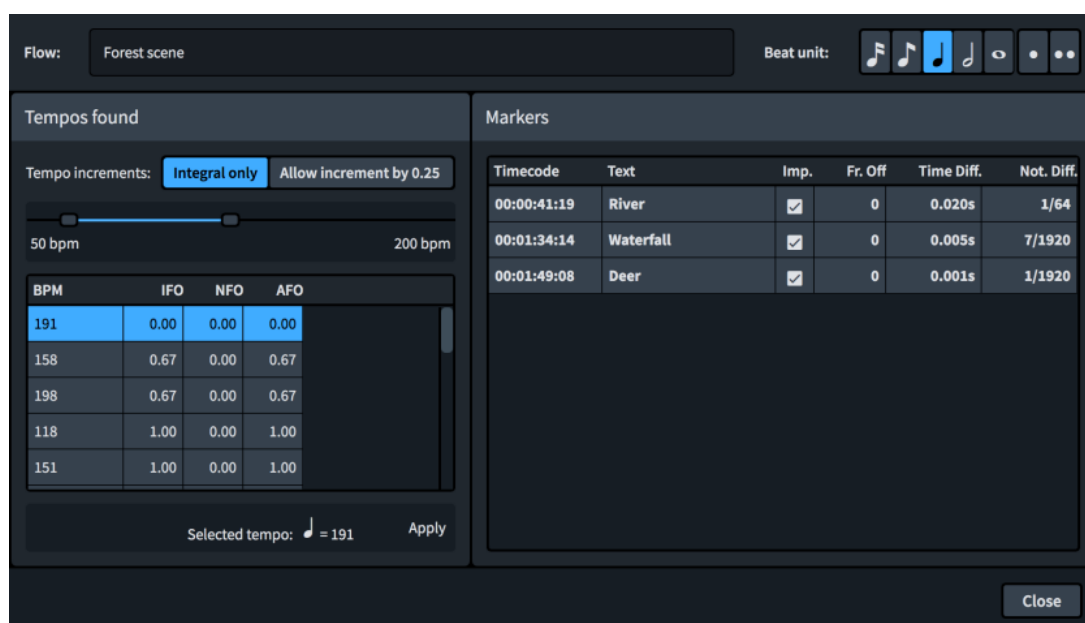 Flow: Forest scene Beat unit:
Tempos found
Tempo increments: Integral only Allow increment by 0.25
50 bpm 200 bpm
BPM IFO NFO AFO
191 0.00 0.00 0.00
158 0.67 0.00 0.67
198 0.67 0.00 0.67
118 1.00 0.00 1.00
151 1.00 0.00 1.00
Selected tempo: ♩ = 191 Apply
Markers
Timecode Text Imp. Fr. Off Time Diff. Not. Diff.
00:00:41:19 River 0 0.020s 1/64
00:01:34:14 Waterfall 0 0.005s 7/1920
00:01:49:08 Deer 0 0.001s 1/1920
Close